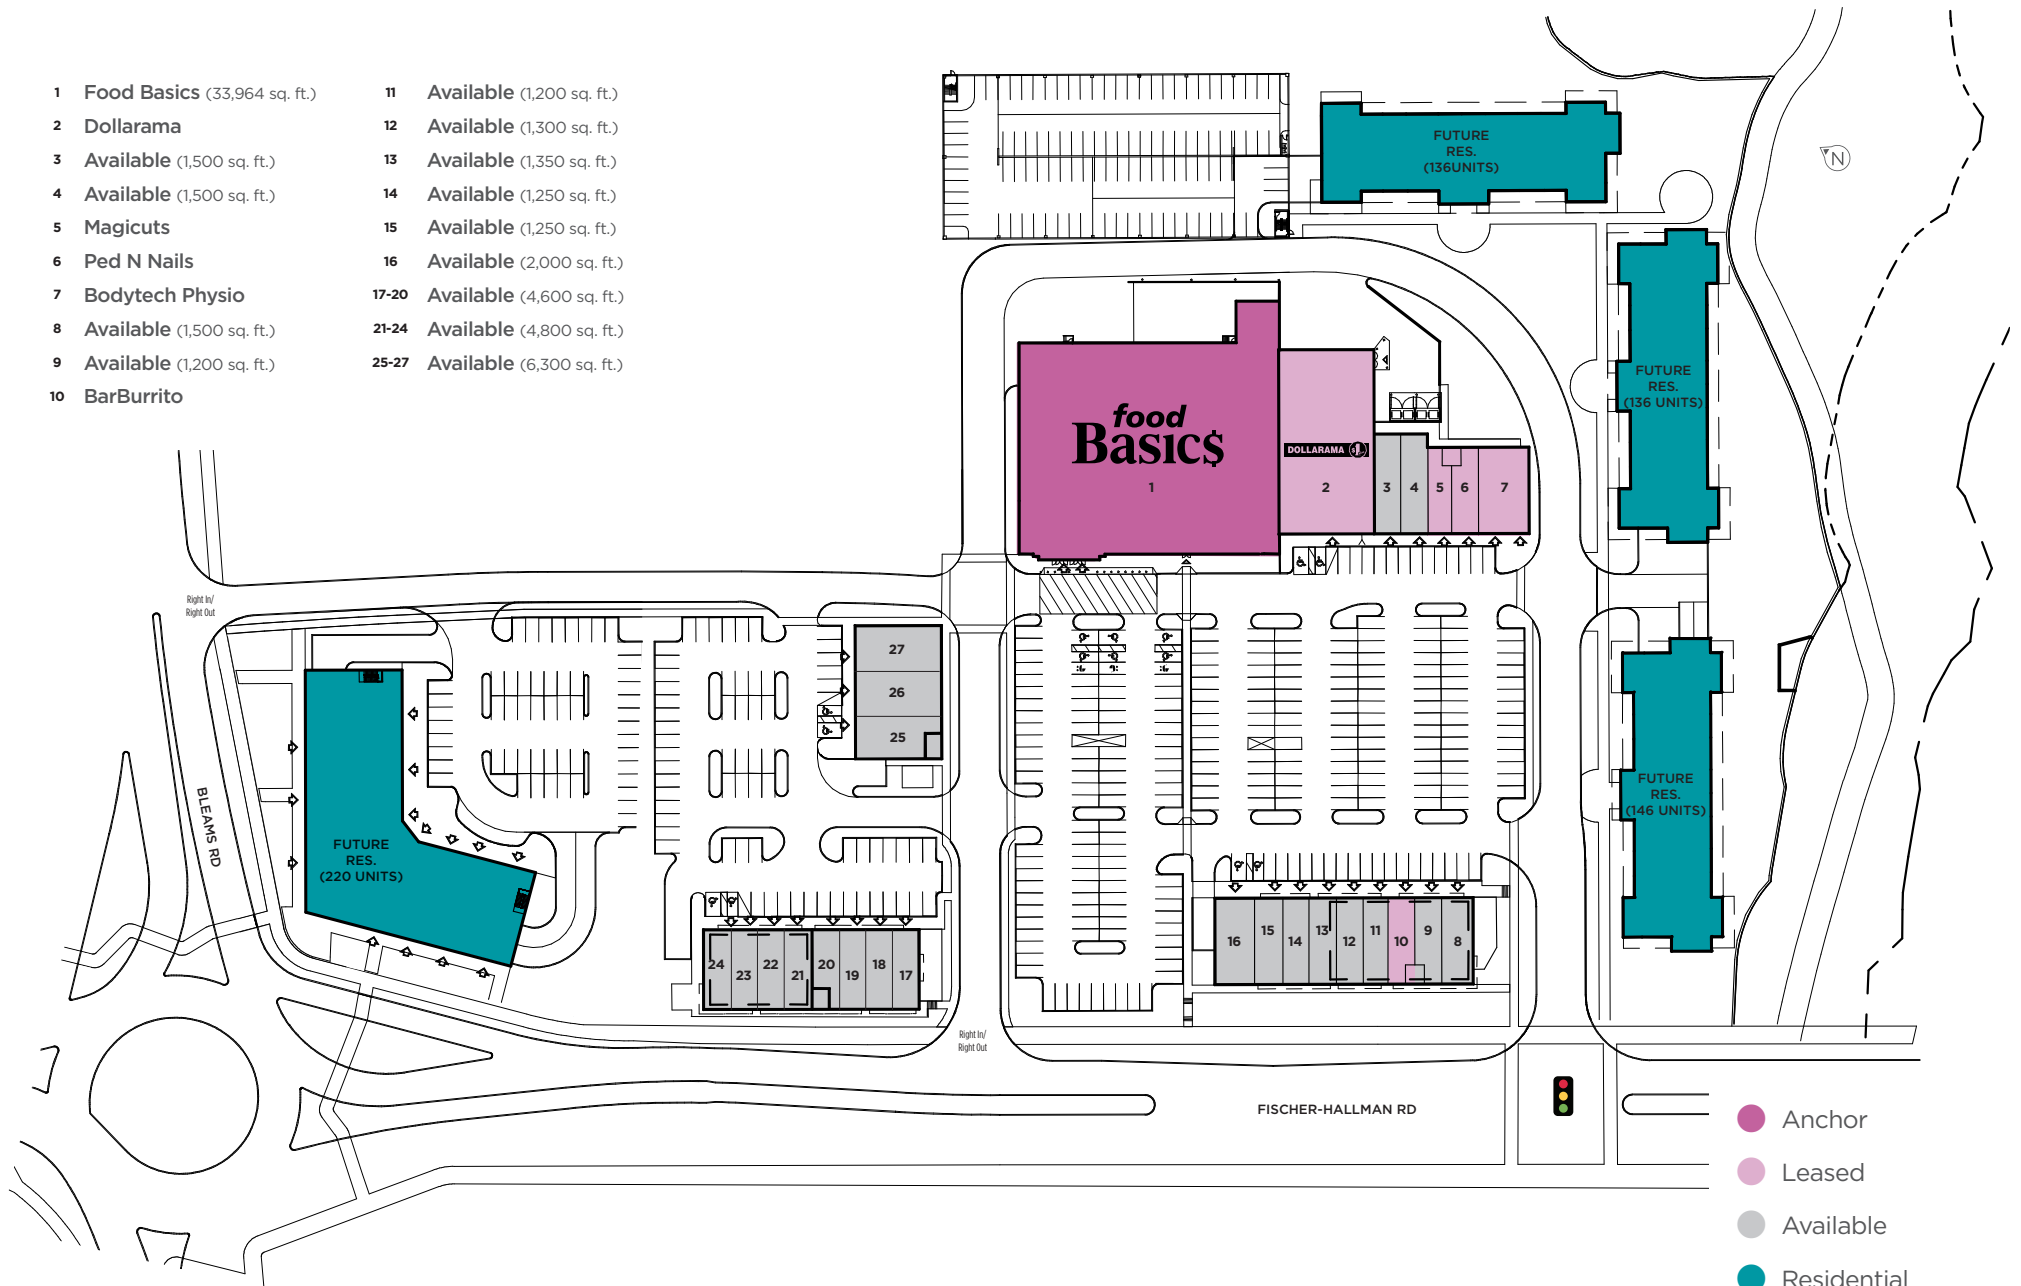 1 Food Basics (33,964 sq. ft.)
2 Dollarama
3 Available (1,500 sq. ft.)
4 Available (1,500 sq. ft.)
5 Magicuts
6 Ped N Nails
7 Bodytech Physio
8 Available (1,500 sq. ft.)
9 Available (1,200 sq. ft.)
10 BarBurrito
11 Available (1,200 sq. ft.)
12 Available (1,300 sq. ft.)
13 Available (1,350 sq. ft.)
14 Available (1,250 sq. ft.)
15 Available (1,250 sq. ft.)
16 Available (2,000 sq. ft.)
17-20 Available (4,600 sq. ft.)
21-24 Available (4,800 sq. ft.)
25-27 Available (6,300 sq. ft.)
FUTURE
RES.
(136UNITS)
N
FUTURE
RES.
(136 UNITS)
food
Basic$
1
DOLLARAMA $1
2
3 4 5 6 7
Right In/
Right Out
27
26
25
BLEAMS RD
FUTURE
RES.
(220 UNITS)
FUTURE
RES.
(146 UNITS)
24 23 22 21 20 19 18 17
16 15 14 13 12 11 10 9 8
Right In/
Right Out
FISCHER-HALLMAN RD
Anchor
Leased
Available
Residential